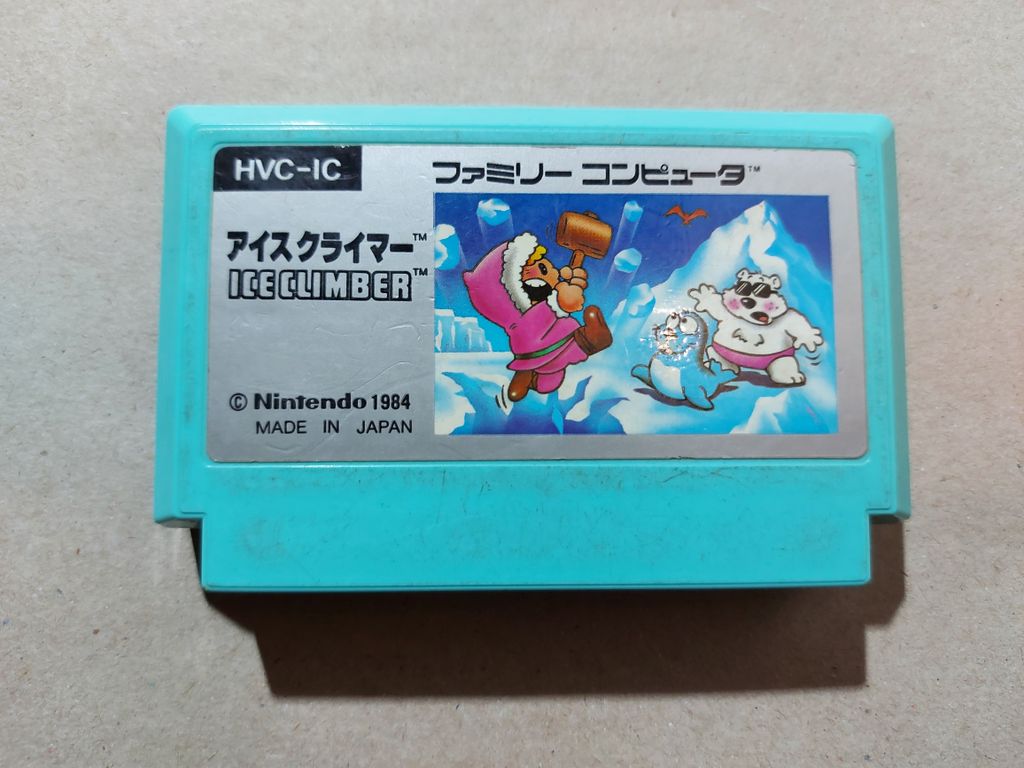 HVC-IC
ファミリー コンピュータ™
アイスクライマー™
ICE CLIMBER™
© Nintendo 1984
MADE IN JAPAN